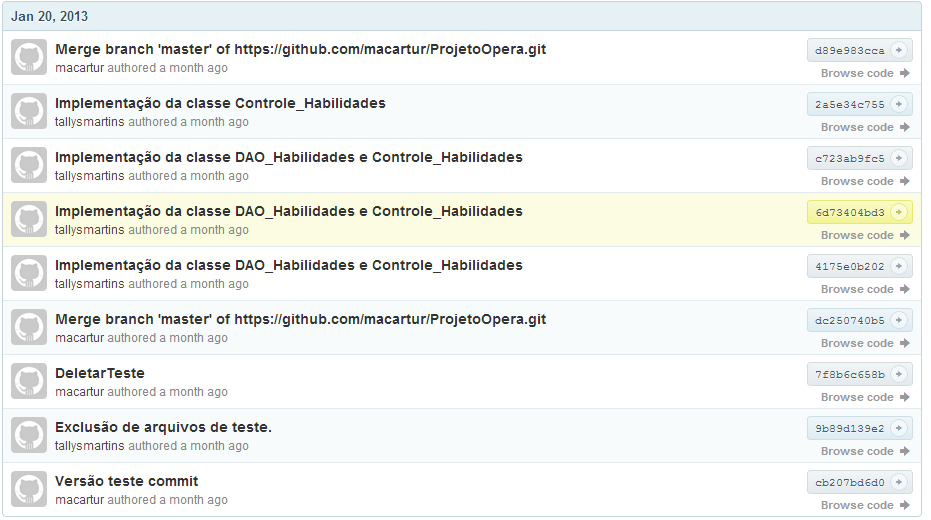 Jan 20, 2013
Merge branch 'master' of https://github.com/macartur/ProjetoOpera.git
d89e983cca
macartur authored a month ago
Browse code
Implementação da classe Controle_Habilidades
2a5e34c755
tallysmartins authored a month ago
Browse code
Implementação da classe DAO_Habilidades e Controle_Habilidades
c723ab9fc5
tallysmartins authored a month ago
Browse code
Implementação da classe DAO_Habilidades e Controle_Habilidades
6d73404bd3
tallysmartins authored a month ago
Browse code
Implementação da classe DAO_Habilidades e Controle_Habilidades
4175e0b202
tallysmartins authored a month ago
Browse code
Merge branch 'master' of https://github.com/macartur/ProjetoOpera.git
dc250740b5
macartur authored a month ago
Browse code
DeletarTeste
7f8b6c658b
macartur authored a month ago
Browse code
Exclusão de arquivos de teste.
9b89d139e2
tallysmartins authored a month ago
Browse code
Versão teste commit
cb207bd6d0
macartur authored a month ago
Browse code